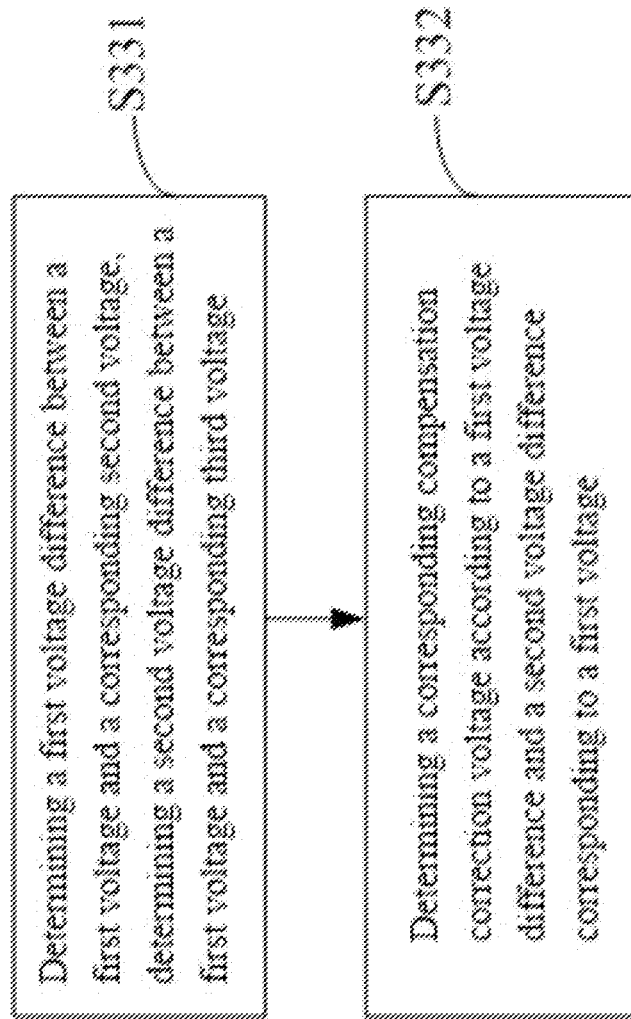 Determining a first voltage difference between a
first voltage and a corresponding second voltage,
determining a second voltage difference between a
first voltage and a corresponding third voltage
S331
Determining a corresponding compensation
correction voltage according to a first voltage
difference and a second voltage difference
corresponding to a first voltage
S332